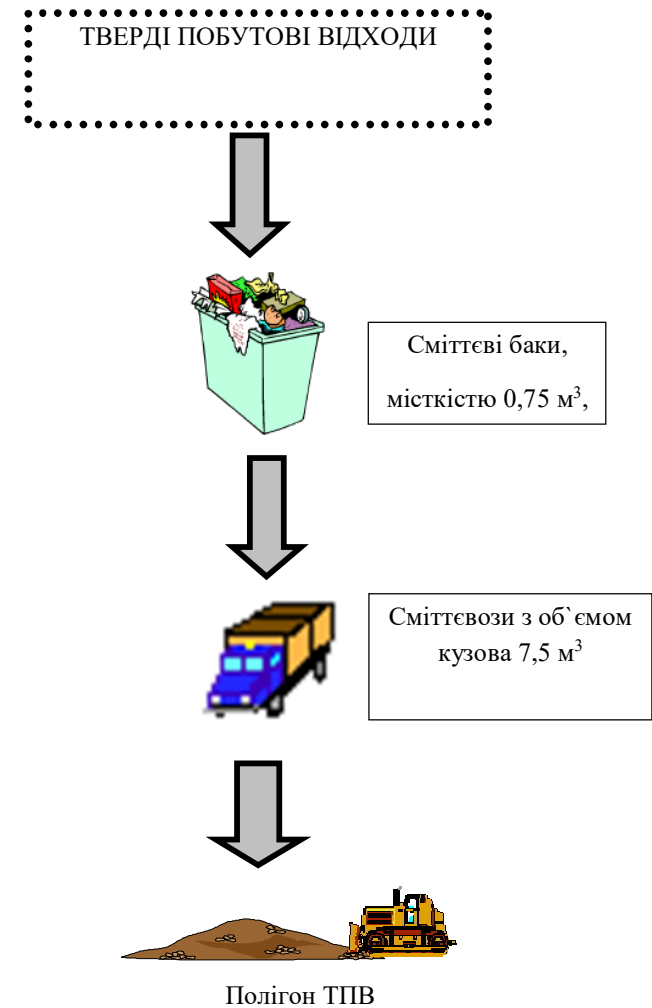 ТВЕРДІ ПОБУТОВІ ВІДХОДИ
Сміттєві баки,
місткістю 0,75 м³,
Сміттєвози з об`ємом
кузова 7,5 м³
Полігон ТПВ